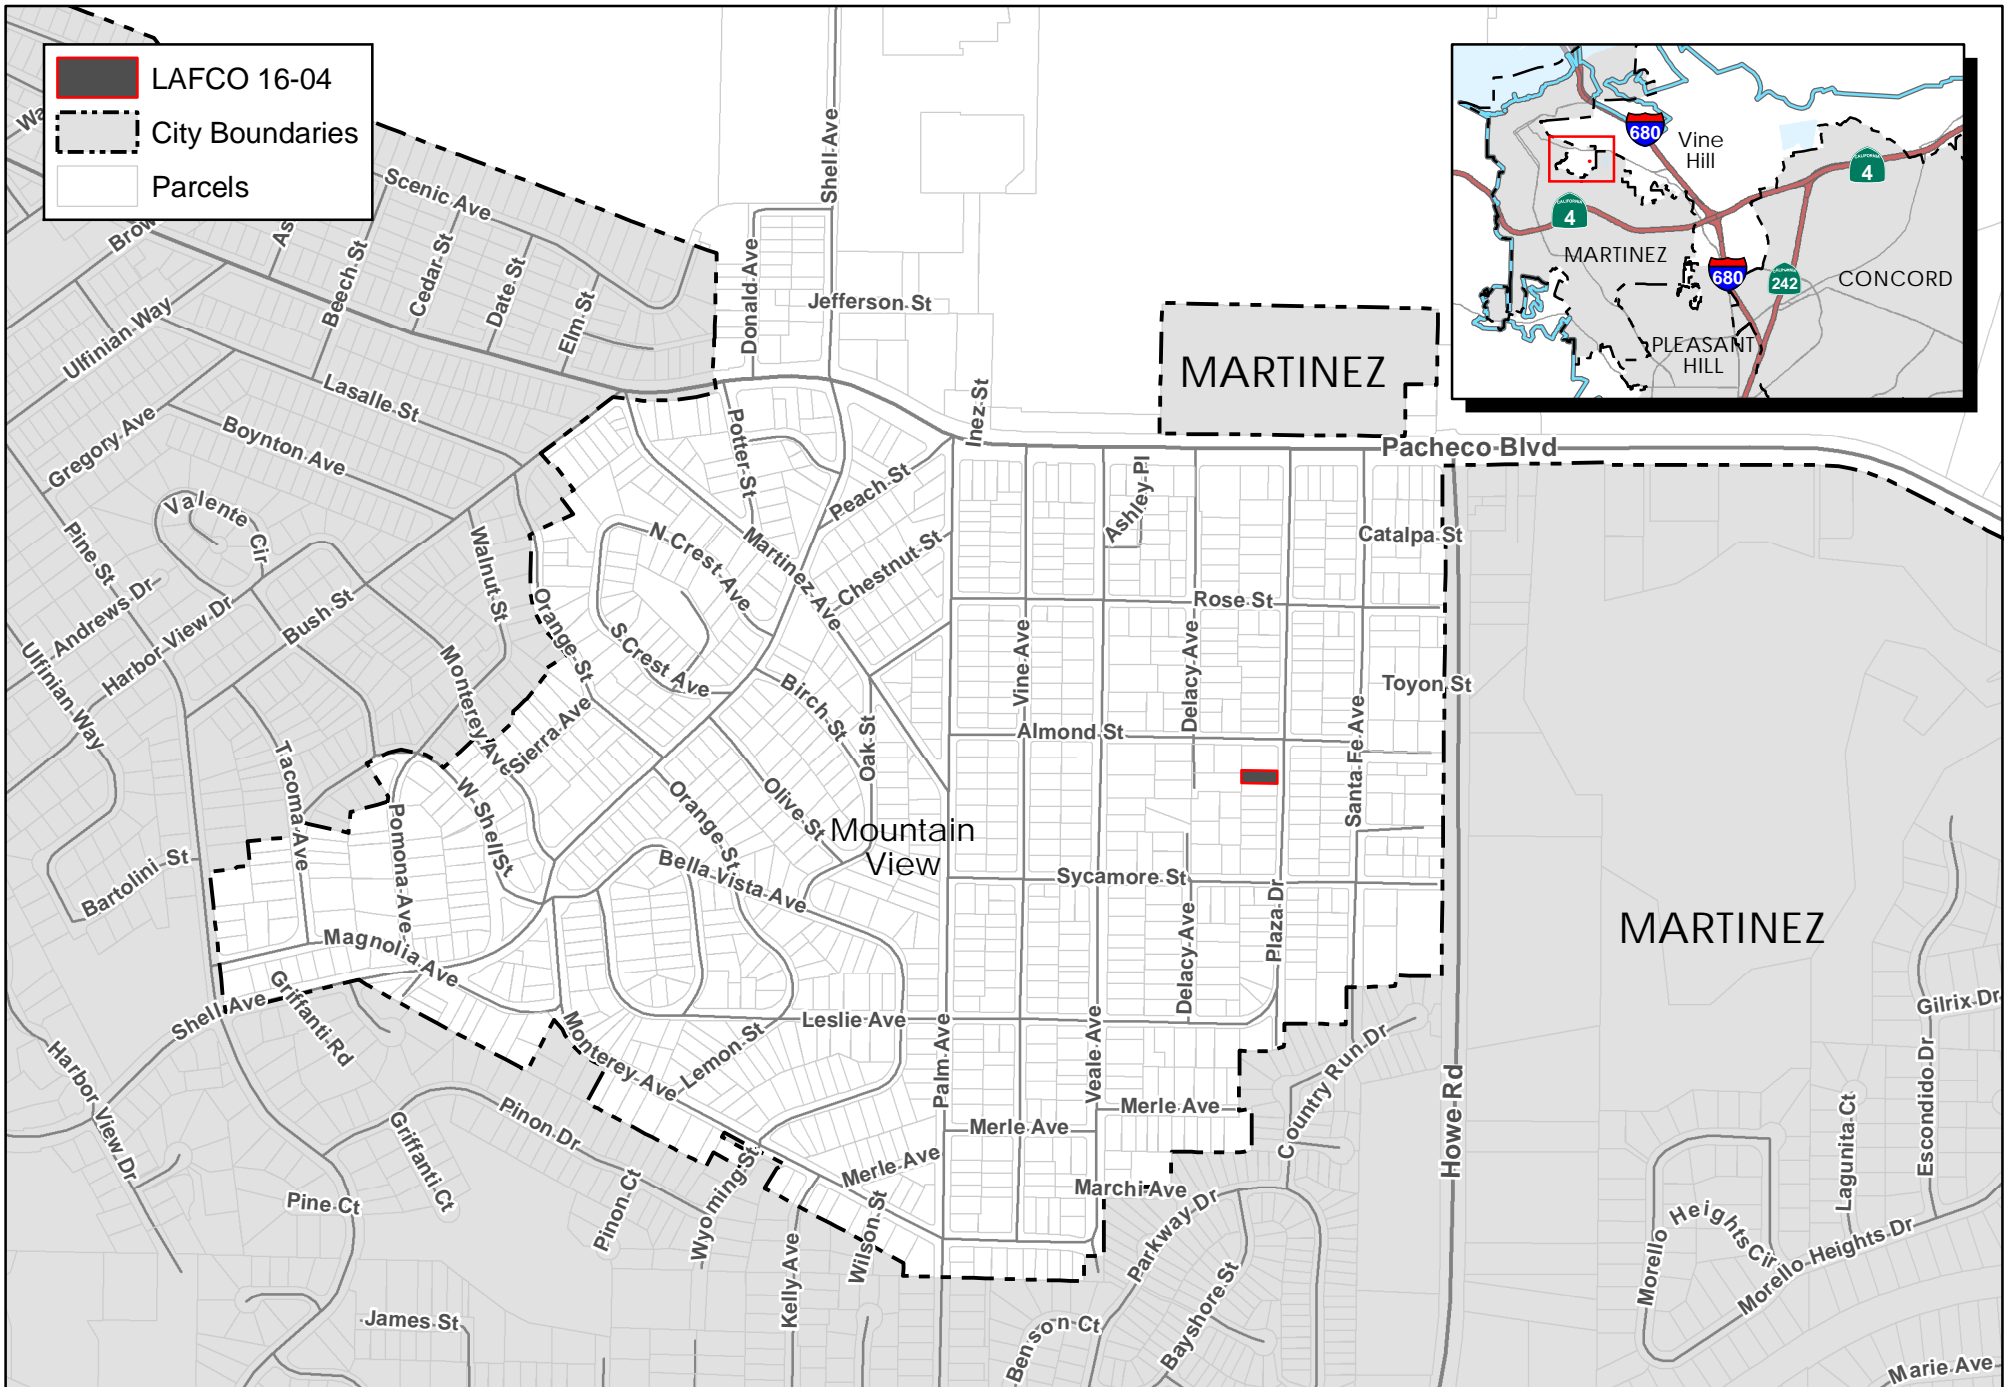 LAFCO 16-04
City Boundaries
Parcels
Scenic Ave
Shell Ave
Beech St
Cedar St
Date St
Elm St
Donald Ave
Jefferson St
Ulfinian Way
Lasalle St
Gregory Ave
Boynton Ave
Valente Cir
Pine St
Andrews Dr
Harbor View Dr
Bush St
Ulfinian Way
Walnut St
Monterey Ave
Potter St
Peach St
Inez St
MARTINEZ
Pacheco Blvd
Ashley Pl
Catalpa St
N Crest Ave
Martinez Ave
Chestnut St
Orange St
S Crest Ave
Rose St
Vine Ave
Delacy Ave
Toyon St
Birch St
Oak St
Almond St
Santa Fe Ave
Sierra Ave
Tacoma Ave
Pomona Ave
W Shell St
Orange St
Olive St
Mountain
View
Bartolini St
Bella Vista Ave
Sycamore St
Plaza Dr
Delacy Ave
MARTINEZ
Magnolia Ave
Shell Ave
Griffanti Rd
Leslie Ave
Gilrix Dr
Harbor View Dr
Monterey Ave
Lemon St
Palm Ave
Veale Ave
Country Run Dr
Howe Rd
Escondido Dr
Lagunita Ct
Griffanti Ct
Pinon Dr
Merle Ave
Merle Ave
Merle Ave
Marchi Ave
Pine Ct
Pinon Ct
Wyoming St
Kelly Ave
Wilson St
Parkway Dr
Bayshore St
Benson Ct
James St
Morello Heights Cir
Morello Heights Dr
Marie Ave
680
Vine
Hill
CALIFORNIA
4
CALIFORNIA
4
MARTINEZ
680
CALIFORNIA
242
CONCORD
PLEASANT
HILL